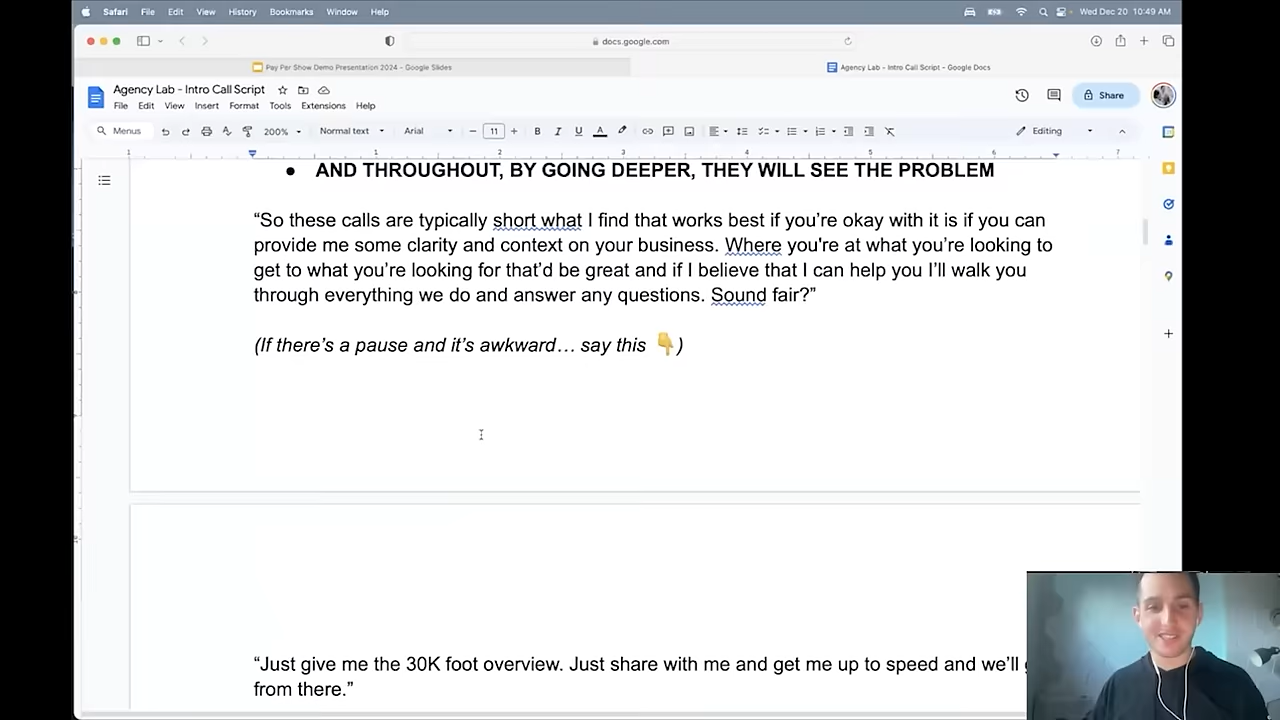 Safari File Edit View History Bookmarks Window Help Wed Dec 20 10:49 AM
docs.google.com
Pay Per Show Demo Presentation 2024 - Google Slides Agency Lab - Intro Call Script - Google Docs
Agency Lab - Intro Call Script
File Edit View Insert Format Tools Extensions Help Share
Menus 200% Normal text Arial 11 B I U A Editing
1 1 2 3 4 5 6 7
● AND THROUGHOUT, BY GOING DEEPER, THEY WILL SEE THE PROBLEM
“So these calls are typically short what I find that works best if you’re okay with it is if you can
provide me some clarity and context on your business. Where you're at what you’re looking to
get to what you’re looking for that’d be great and if I believe that I can help you I’ll walk you
through everything we do and answer any questions. Sound fair?”
(If there’s a pause and it’s awkward… say this 👇)
“Just give me the 30K foot overview. Just share with me and get me up to speed and we’ll
from there.”